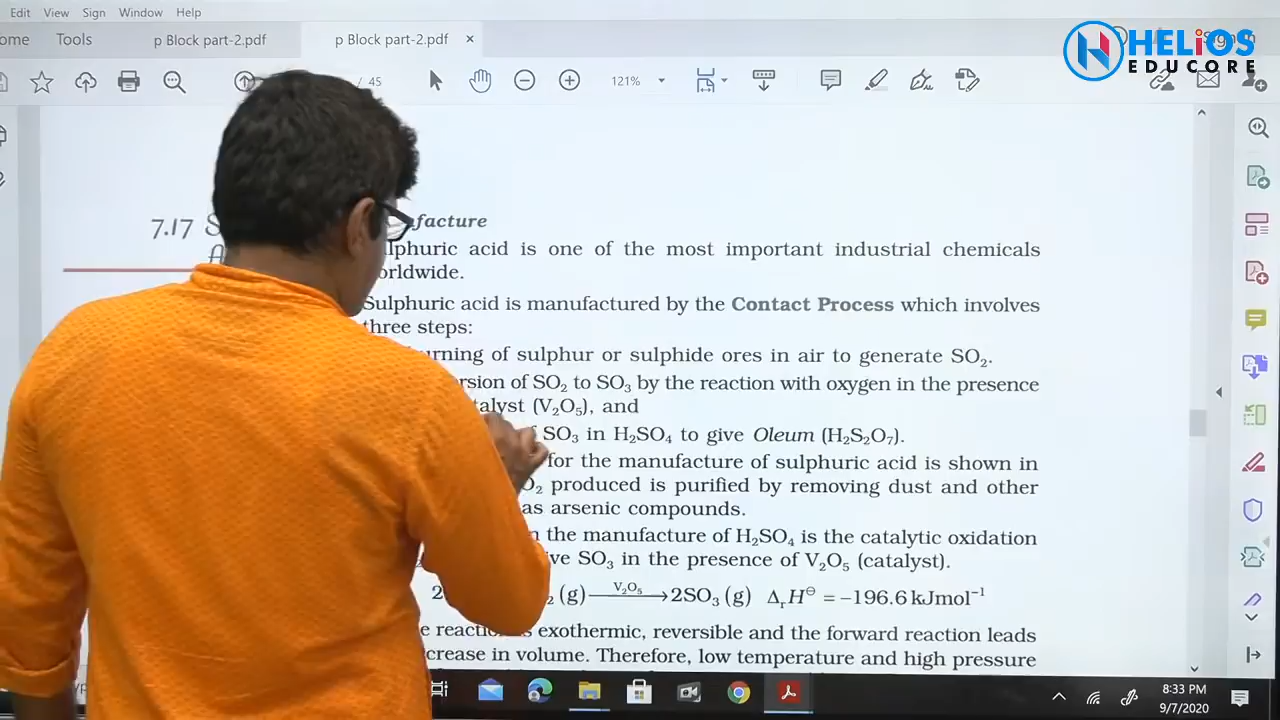 Edit View Sign Window Help
ome Tools p Block part-2.pdf p Block part-2.pdf ×
HELiOS
EDUCORE
/ 45 121%
7.17 S
facture
ulphuric acid is one of the most important industrial chemicals
orldwide.
Sulphuric acid is manufactured by the Contact Process which involves
three steps:
urning of sulphur or sulphide ores in air to generate SO₂.
rsion of SO₂ to SO₃ by the reaction with oxygen in the presence
talyst (V₂O₅), and
SO₃ in H₂SO₄ to give Oleum (H₂S₂O₇).
for the manufacture of sulphuric acid is shown in
O₂ produced is purified by removing dust and other
as arsenic compounds.
n the manufacture of H₂SO₄ is the catalytic oxidation
ive SO₃ in the presence of V₂O₅ (catalyst).
2 ₂ (g) V₂O₅ → 2SO₃ (g) ΔᵣH⊖ = –196.6 kJmol⁻¹
e reaction is exothermic, reversible and the forward reaction leads
crease in volume. Therefore, low temperature and high pressure
8:33 PM
9/7/2020